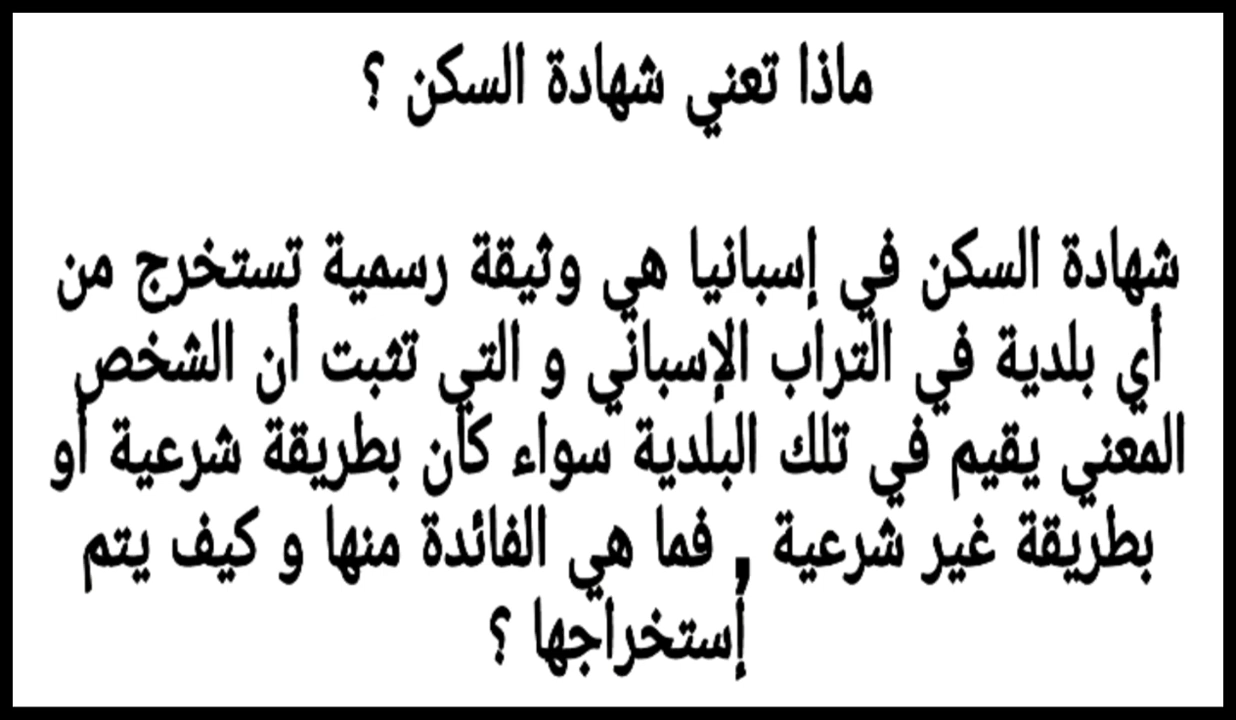 ماذا تعني شهادة السكن ؟
شهادة السكن في إسبانيا هي وثيقة رسمية تستخرج من
أي بلدية في التراب الإسباني و التي تثبت أن الشخص
المعني يقيم في تلك البلدية سواء كان بطريقة شرعية أو
بطريقة غير شرعية , فما هي الفائدة منها و كيف يتم
إستخراجها ؟